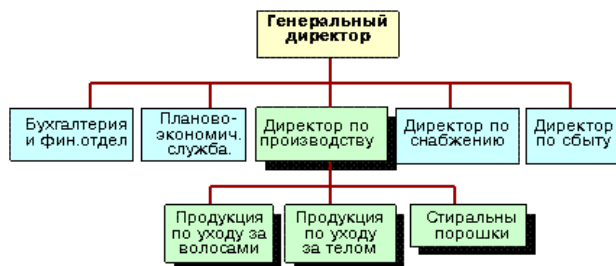 Генеральный
директор
Бухгалтерия
и фин.отдел
Планово-
экономич.
служба.
Директор по
производству
Директор по
снабжению
Директор
по сбыту
Продукция
по уходу за
волосами
Продукция
по уходу
за телом
Стиральны
порошки